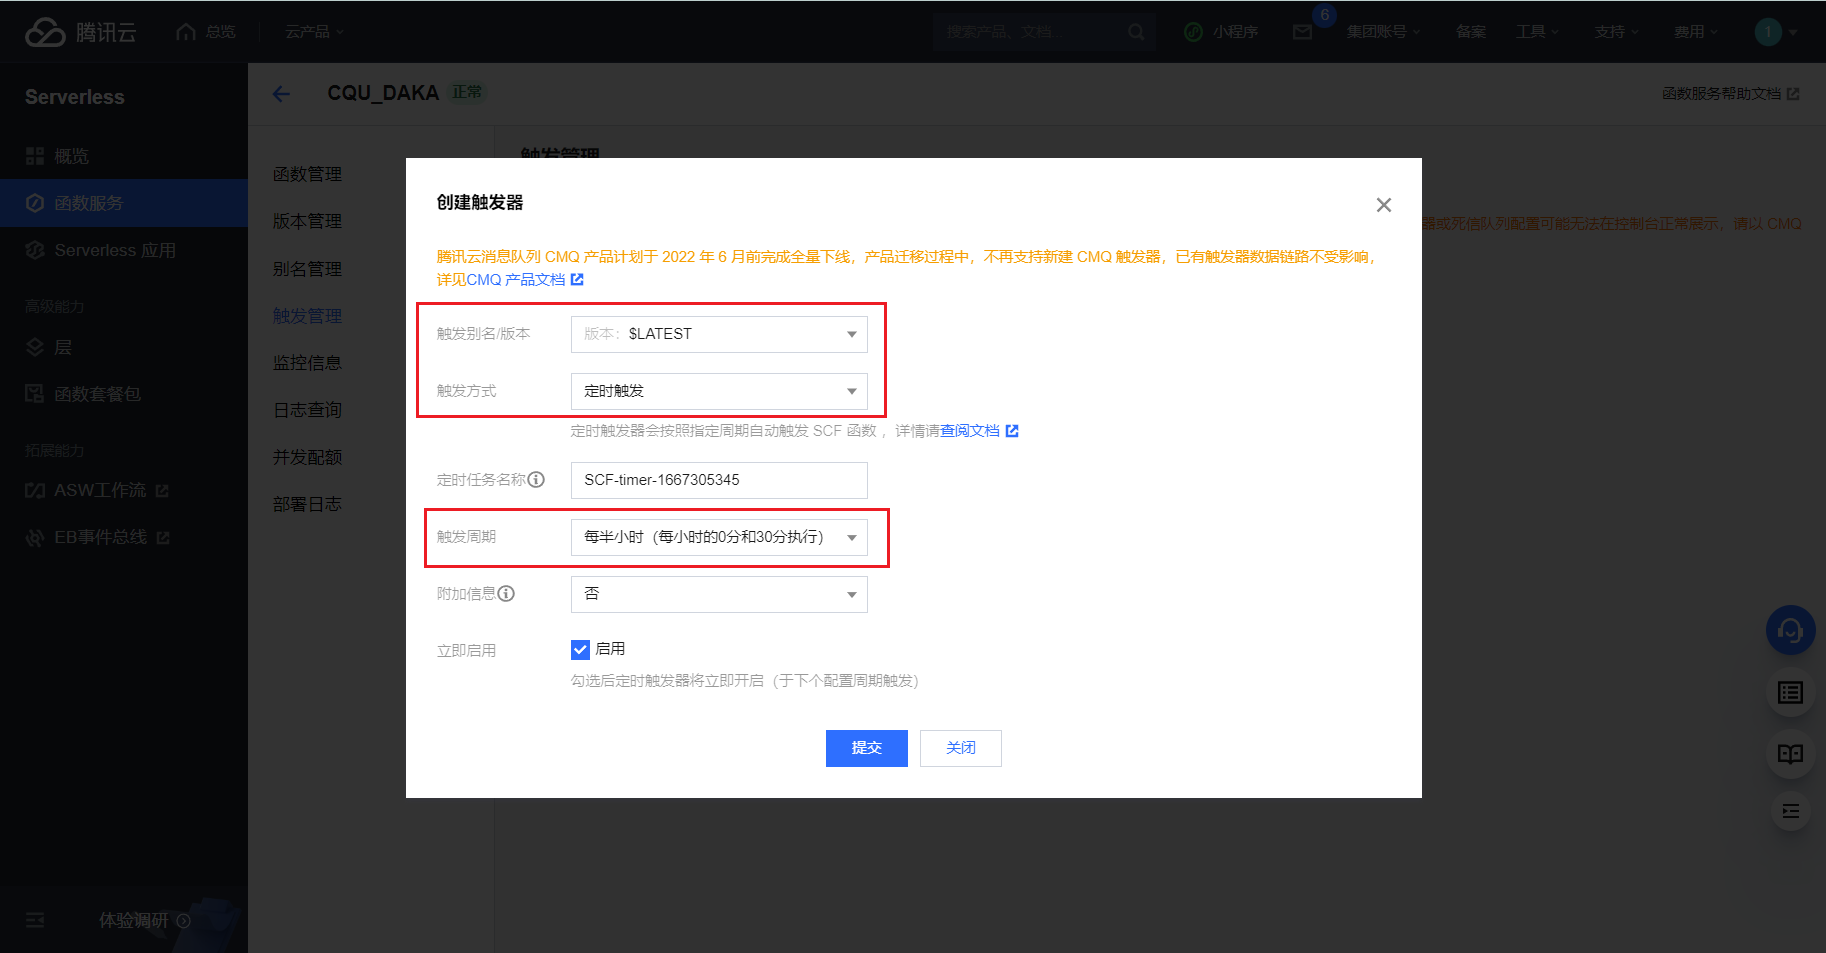 腾讯云 总览 云产品 搜索产品、文档... 小程序 6 集团账号 备案 工具 支持 费用 1
Serverless
CQU_DAKA 正常
函数服务帮助文档
概览
函数服务
Serverless 应用
高级能力
层
函数套餐包
拓展能力
ASW工作流
EB事件总线
体验调研
函数管理
版本管理
别名管理
触发管理
监控信息
日志查询
并发配额
部署日志
触发管理
器或死信队列配置可能无法在控制台正常展示，请以 CMQ
创建触发器
腾讯云消息队列 CMQ 产品计划于 2022 年 6 月前完成全量下线，产品迁移过程中，不再支持新建 CMQ 触发器，已有触发器数据链路不受影响，
详见CMQ 产品文档
触发别名/版本 版本：$LATEST
触发方式 定时触发
定时触发器会按照指定周期自动触发 SCF 函数 ，详情请查阅文档
定时任务名称 SCF-timer-1667305345
触发周期 每半小时（每小时的0分和30分执行）
附加信息 否
立即启用 启用
勾选后定时触发器将立即开启（于下个配置周期触发）
提交 关闭